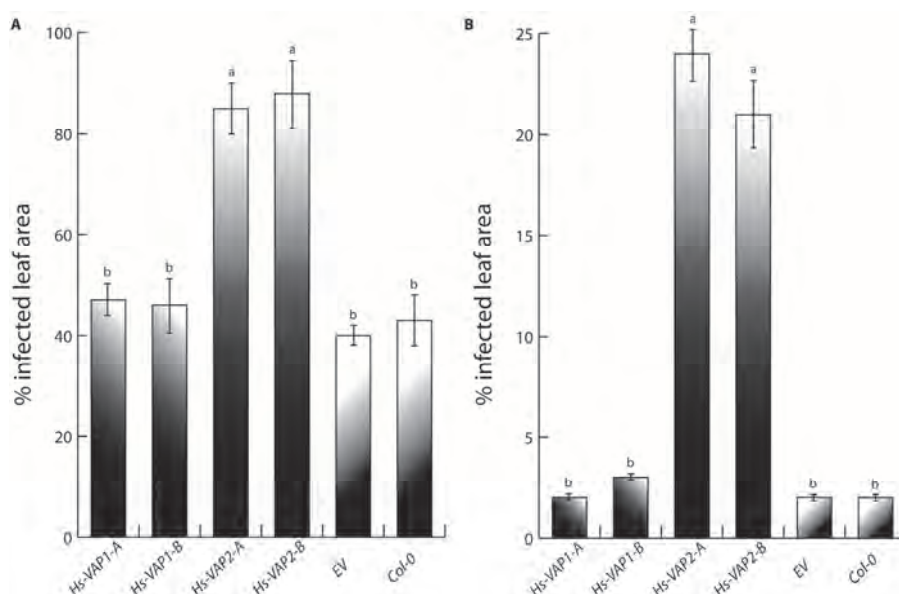 A
% infected leaf area
100
80
60
40
20
0
b
b
a
a
b
b
Hs-VAP1-A
Hs-VAP1-B
Hs-VAP2-A
Hs-VAP2-B
EV
Col-0
B
% infected leaf area
25
20
15
10
5
0
b
b
a
a
b
b
Hs-VAP1-A
Hs-VAP1-B
Hs-VAP2-A
Hs-VAP2-B
EV
Col-0